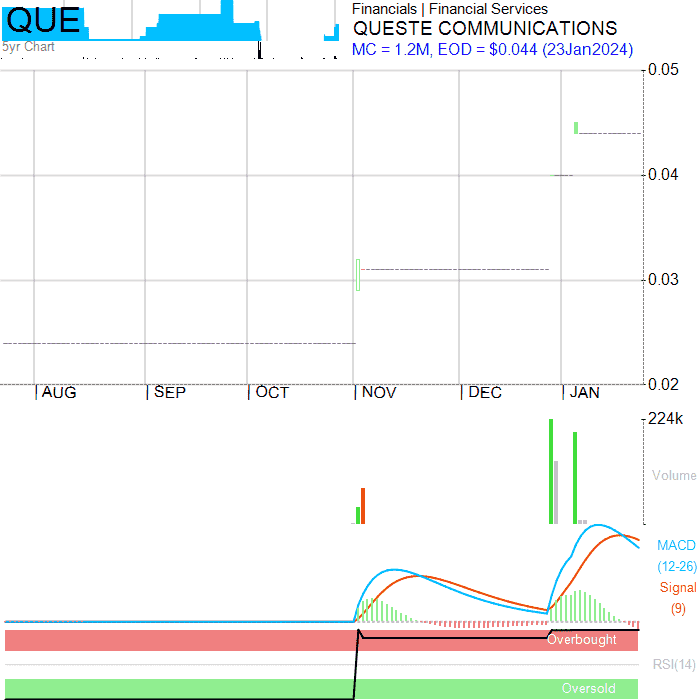 QUE
5yr Chart
Financials | Financial Services
QUESTE COMMUNICATIONS
MC = 1.2M, EOD = $0.044 (23Jan2024)
0.05
0.04
0.03
0.02
AUG
SEP
OCT
NOV
DEC
JAN
224k
Volume
MACD
(12-26)
Signal
(9)
Overbought
RSI(14)
Oversold